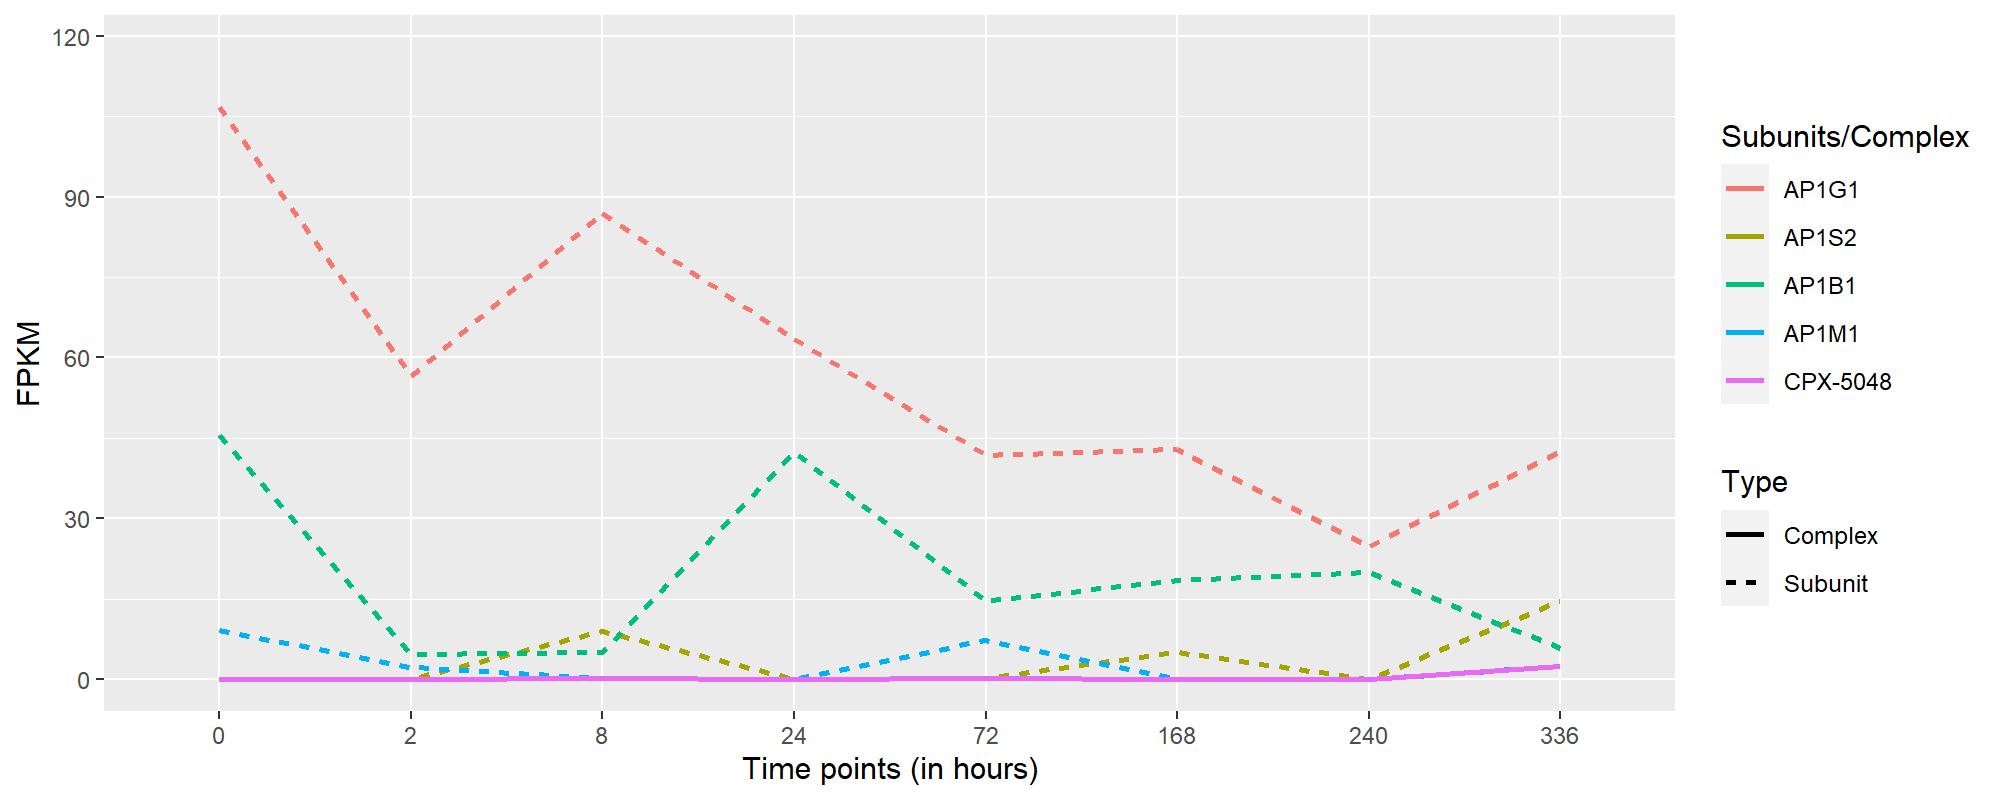 120
90
60
30
0
FPKM
0 2 8 24 72 168 240 336
Time points (in hours)
Subunits/Complex
AP1G1
AP1S2
AP1B1
AP1M1
CPX-5048
Type
Complex
Subunit